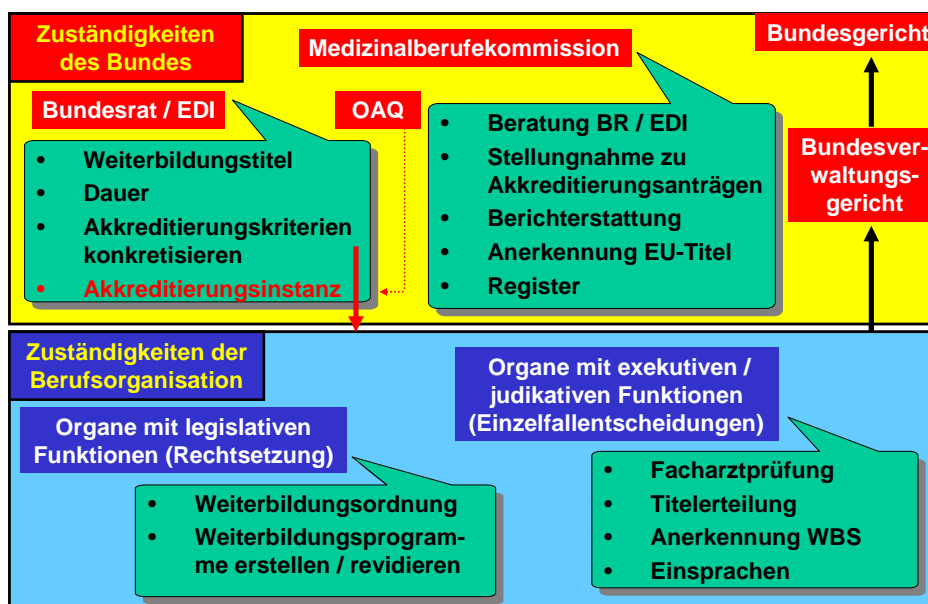 Zuständigkeiten
des Bundes
Medizinalberufekommission
Bundesgericht
Bundesrat / EDI
OAQ
• Weiterbildungstitel
• Dauer
• Akkreditierungskriterien
konkretisieren
• Akkreditierungsinstanz
• Beratung BR / EDI
• Stellungnahme zu
Akkreditierungsanträgen
• Berichterstattung
• Anerkennung EU-Titel
• Register
Bundesver-
waltungs-
gericht
Zuständigkeiten der
Berufsorganisation
Organe mit legislativen
Funktionen (Rechtsetzung)
• Weiterbildungsordnung
• Weiterbildungsprogram-
me erstellen / revidieren
Organe mit exekutiven /
judikativen Funktionen
(Einzelfallentscheidungen)
• Facharztprüfung
• Titelerteilung
• Anerkennung WBS
• Einsprachen